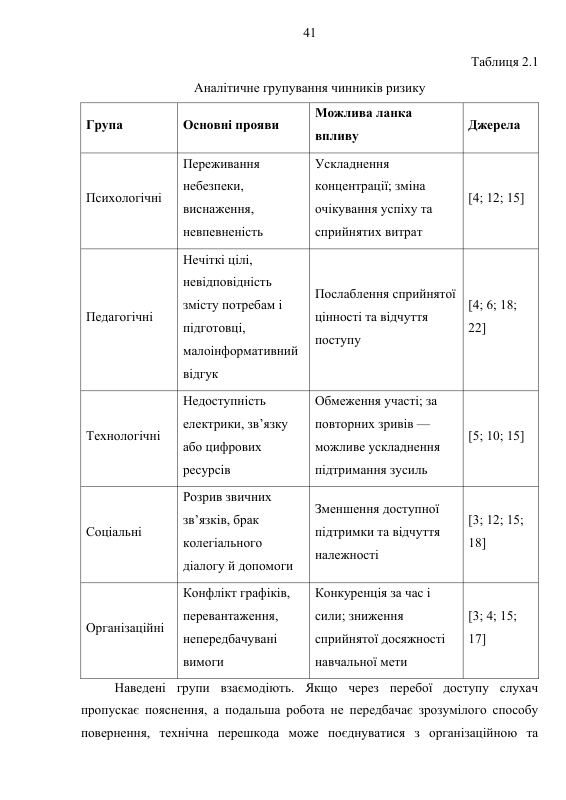 41
Таблиця 2.1
Аналітичне групування чинників ризику
Група
Основні прояви
Можлива ланка
впливу
Джерела
Психологічні
Переживання
небезпеки,
виснаження,
невпевненість
Ускладнення
концентрації; зміна
очікування успіху та
сприйнятих витрат
[4; 12; 15]
Педагогічні
Нечіткі цілі,
невідповідність
змісту потребам і
підготовці,
малоінформативний
відгук
Послаблення сприйнятої
цінності та відчуття
поступу
[4; 6; 18;
22]
Технологічні
Недоступність
електрики, зв’язку
або цифрових
ресурсів
Обмеження участі; за
повторних зривів —
можливе ускладнення
підтримання зусиль
[5; 10; 15]
Соціальні
Розрив звичних
зв’язків, брак
колегіального
діалогу й допомоги
Зменшення доступної
підтримки та відчуття
належності
[3; 12; 15;
18]
Організаційні
Конфлікт графіків,
перевантаження,
непередбачувані
вимоги
Конкуренція за час і
сили; зниження
сприйнятої досяжності
навчальної мети
[3; 4; 15;
17]
Наведені групи взаємодіють. Якщо через перебої доступу слухач
пропускає пояснення, а подальша робота не передбачає зрозумілого способу
повернення, технічна перешкода може поєднуватися з організаційною та